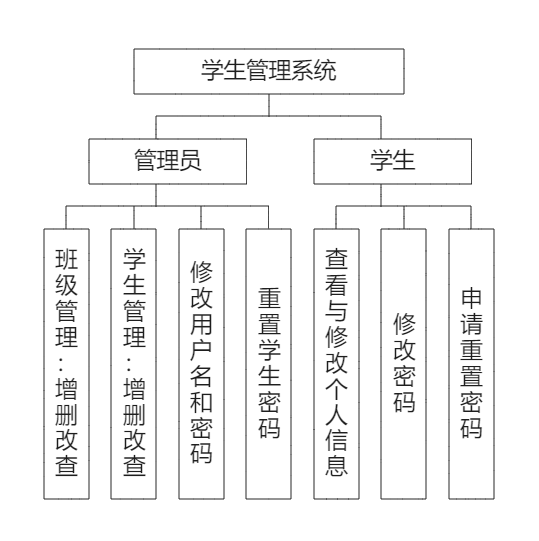 学生管理系统
管理员
学生
班级管理：增删改查
学生管理：增删改查
修改用户名和密码
重置学生密码
查看与修改个人信息
修改密码
申请重置密码